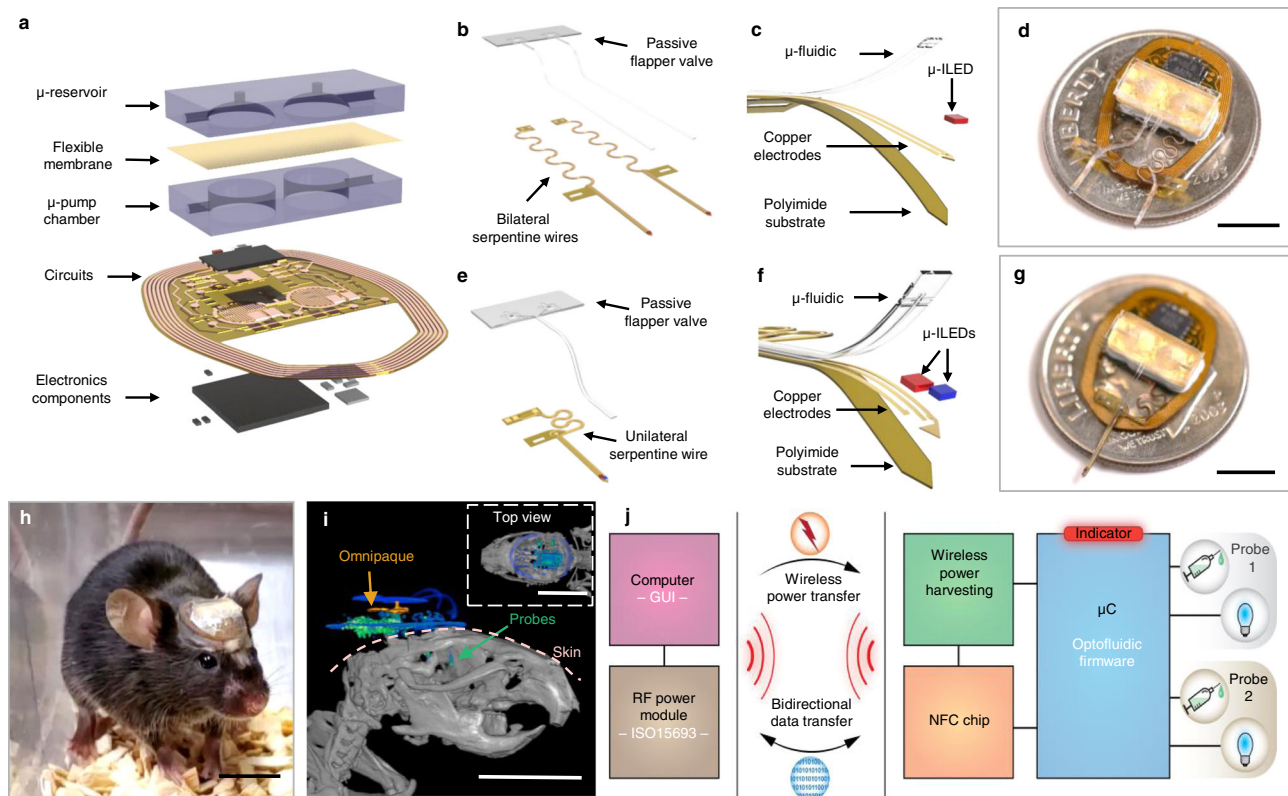 a
μ-reservoir
Flexible
membrane
μ-pump
chamber
Circuits
Electronics
components
b
Passive
flapper valve
Bilateral
serpentine wires
c
μ-fluidic
μ-ILED
Copper
electrodes
Polyimide
substrate
d
LIBERTY
2003
e
Passive
flapper valve
Unilateral
serpentine wire
f
μ-fluidic
μ-ILEDs
Copper
electrodes
Polyimide
substrate
g
h
i
Top view
Omnipaque
Probes
Skin
j
Computer
– GUI –
RF power
module
– ISO15693–
Wireless
power transfer
Bidirectional
data transfer
Wireless
power
harvesting
NFC chip
Indicator
μC
Optofluidic
firmware
Probe
1
Probe
2